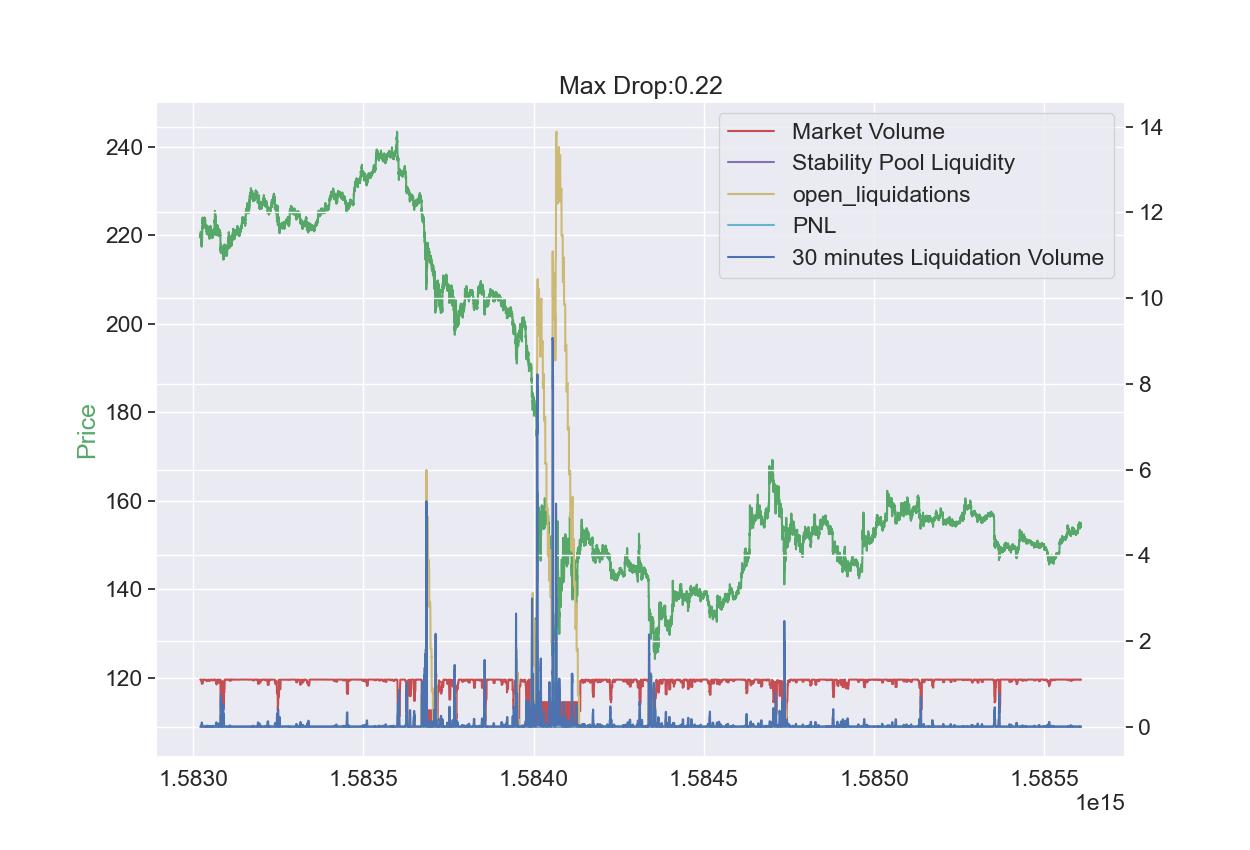 Max Drop:0.22
Market Volume
Stability Pool Liquidity
open_liquidations
PNL
30 minutes Liquidation Volume
Price
240
220
200
180
160
140
120
14
12
10
8
6
4
2
0
1.5830 1.5835 1.5840 1.5845 1.5850 1.5855
1e15